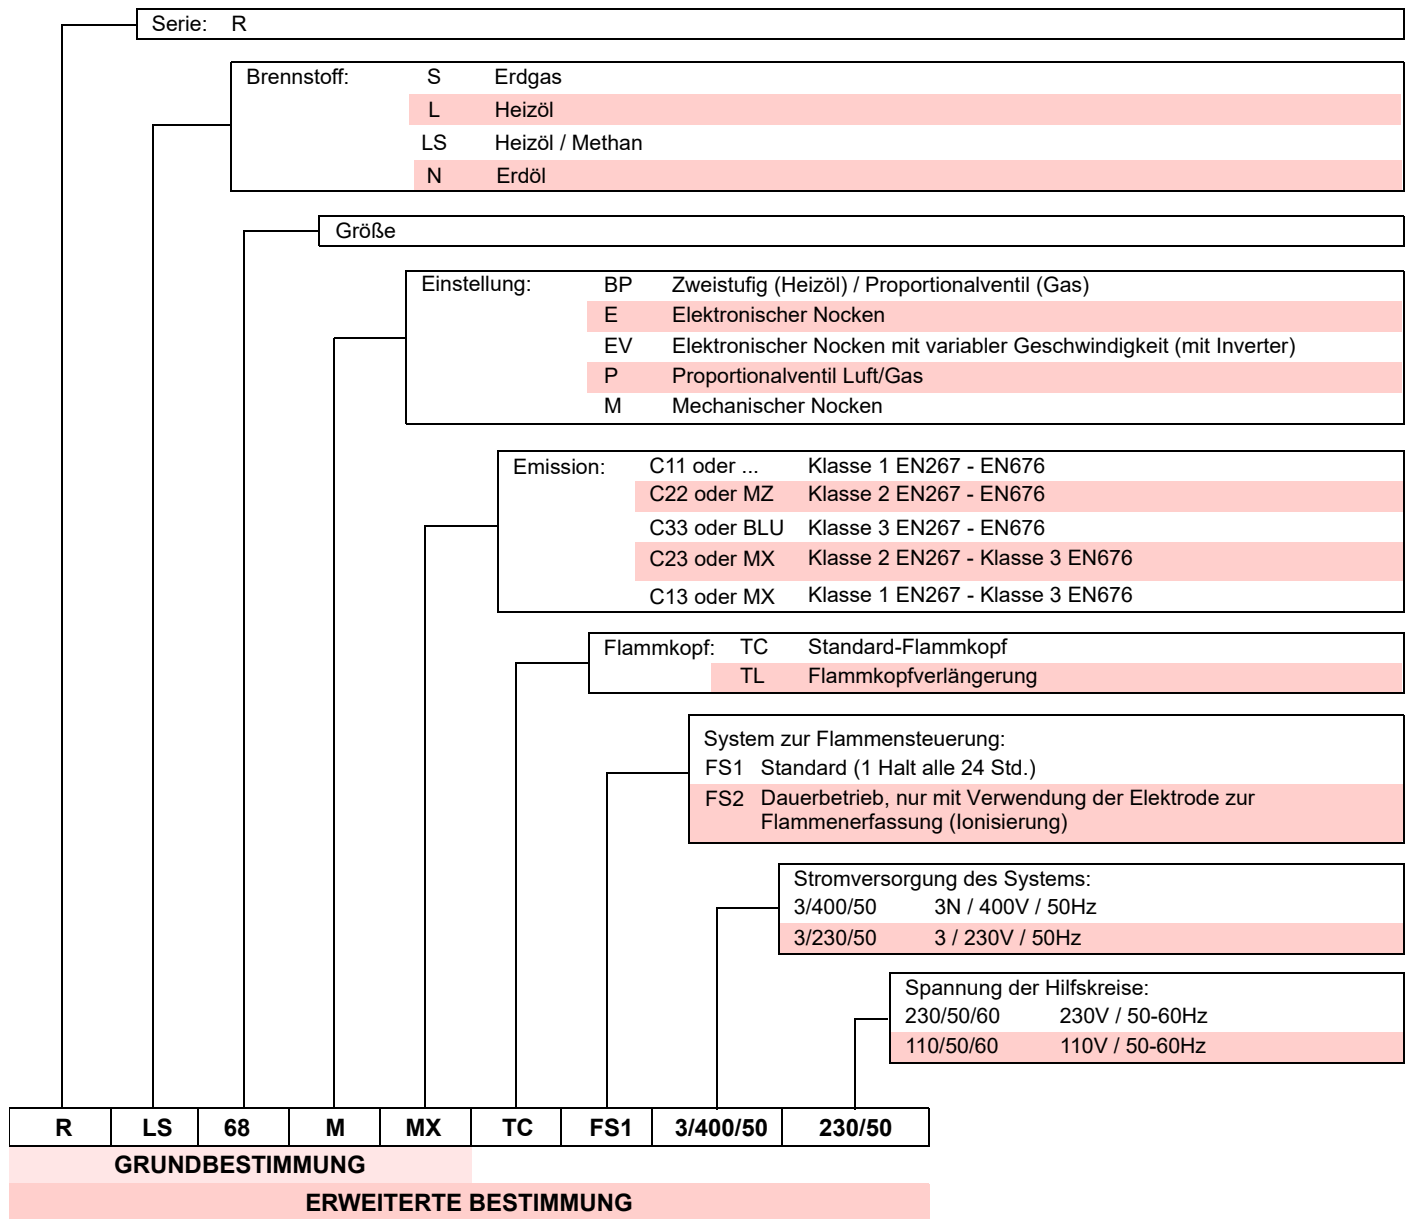 Serie: R
Brennstoff: S Erdgas
L Heizöl
LS Heizöl / Methan
N Erdöl
Größe
Einstellung: BP Zweistufig (Heizöl) / Proportionalventil (Gas)
E Elektronischer Nocken
EV Elektronischer Nocken mit variabler Geschwindigkeit (mit Inverter)
P Proportionalventil Luft/Gas
M Mechanischer Nocken
Emission: C11 oder ... Klasse 1 EN267 - EN676
C22 oder MZ Klasse 2 EN267 - EN676
C33 oder BLU Klasse 3 EN267 - EN676
C23 oder MX Klasse 2 EN267 - Klasse 3 EN676
C13 oder MX Klasse 1 EN267 - Klasse 3 EN676
Flammkopf: TC Standard-Flammkopf
TL Flammkopfverlängerung
System zur Flammensteuerung:
FS1 Standard (1 Halt alle 24 Std.)
FS2 Dauerbetrieb, nur mit Verwendung der Elektrode zur
Flammenerfassung (Ionisierung)
Stromversorgung des Systems:
3/400/50 3N / 400V / 50Hz
3/230/50 3 / 230V / 50Hz
Spannung der Hilfskreise:
230/50/60 230V / 50-60Hz
110/50/60 110V / 50-60Hz
R LS 68 M MX TC FS1 3/400/50 230/50
GRUNDBESTIMMUNG
ERWEITERTE BESTIMMUNG